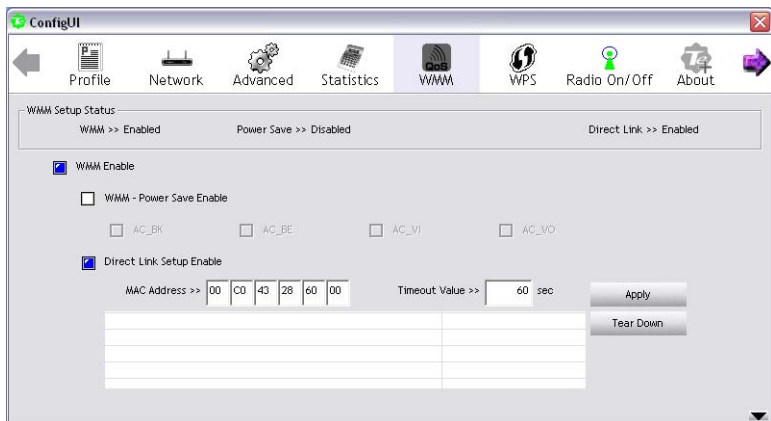 ConfigUI
Profile Network Advanced Statistics WMM WPS Radio On/Off About
QoS
WMM Setup Status
WMM >> Enabled Power Save >> Disabled Direct Link >> Enabled
WMM Enable
WMM - Power Save Enable
AC_BK AC_BE AC_VI AC_VO
Direct Link Setup Enable
MAC Address >> 00 C0 43 28 60 00 Timeout Value >> 60 sec Apply
Tear Down